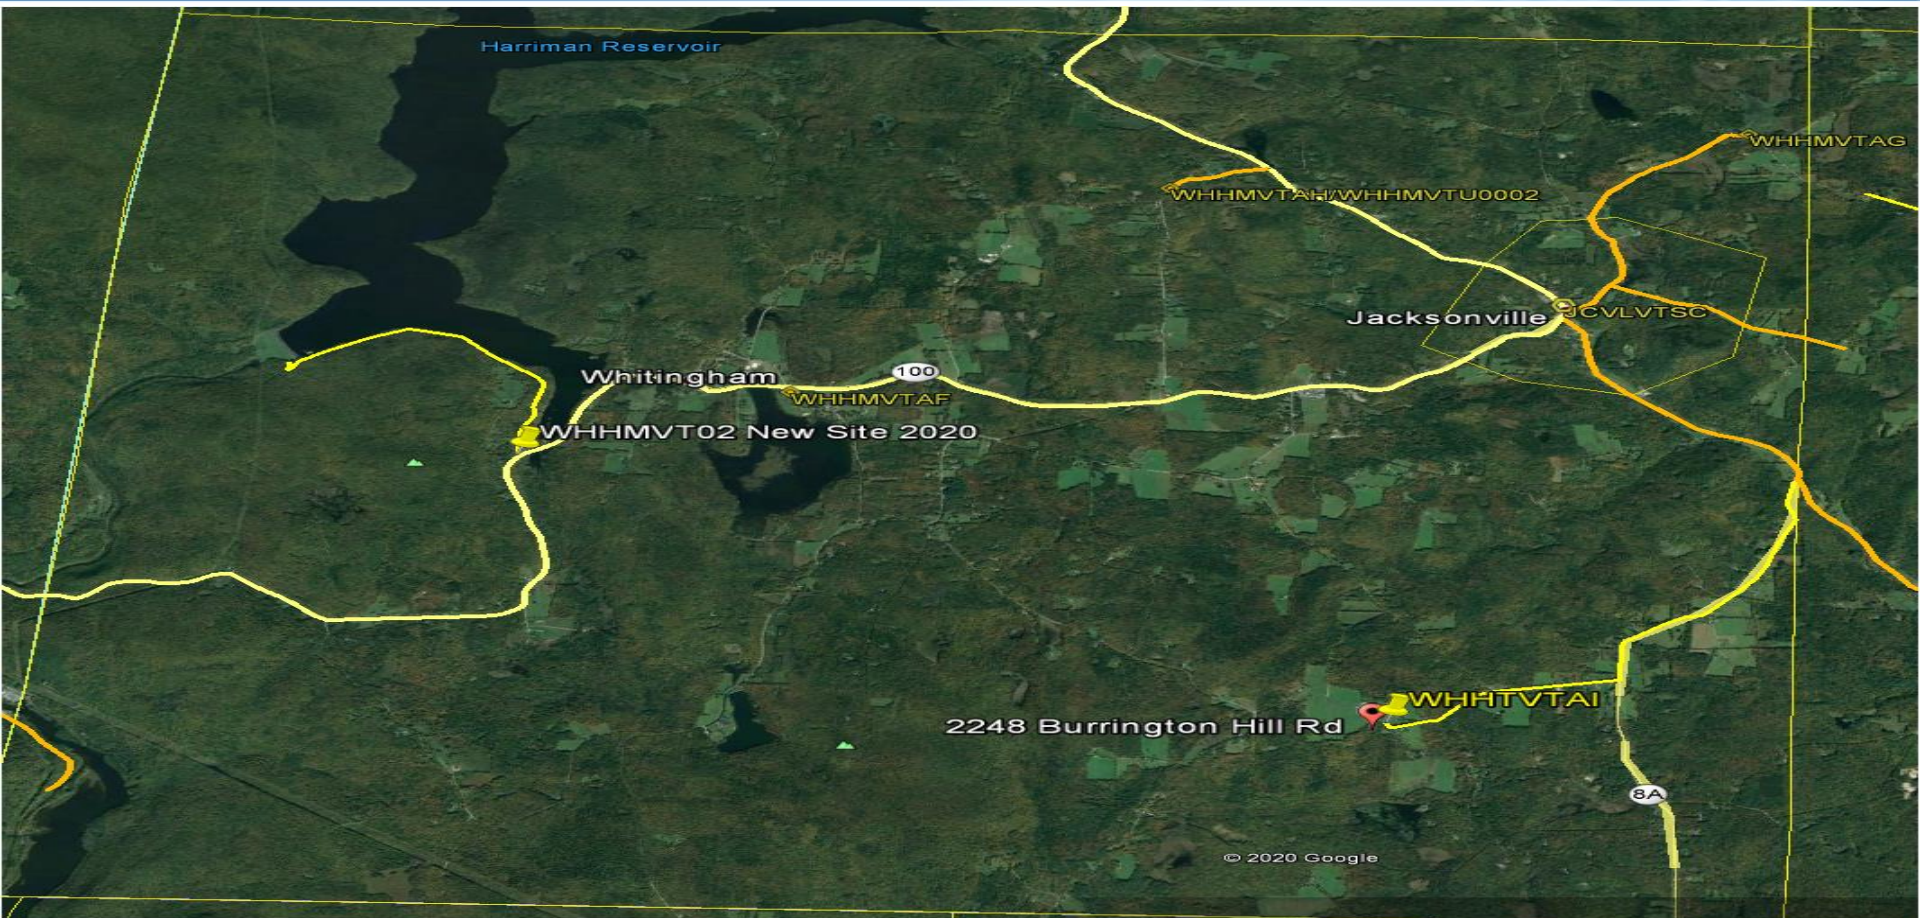 Harriman Reservoir
WHHMVTAG
WHHMVTAH/WHHMVTU0002
Jacksonville
JCVLVTSC
100
Whitingham
WHHMVTAF
WHHMVT02 New Site 2020
WHHTVTAI
2248 Burrington Hill Rd
8A
© 2020 Google